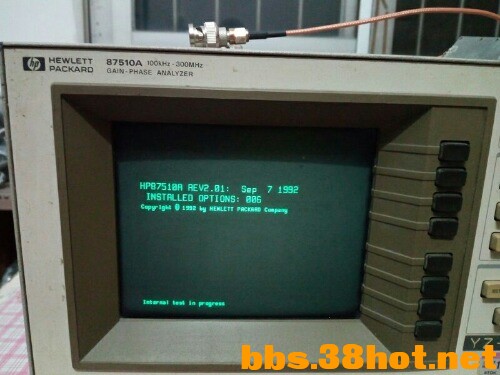 hp HEWLETT PACKARD 87510A 100kHz-300MHz
GAIN-PHASE ANALYZER
HP87510A REV2.01: Sep 7 1992
INSTALLED OPTIONS: 006
Copyright © 1992 by HEWLETT PACKARD Company
Internal test in progress
bbs.38hot.net